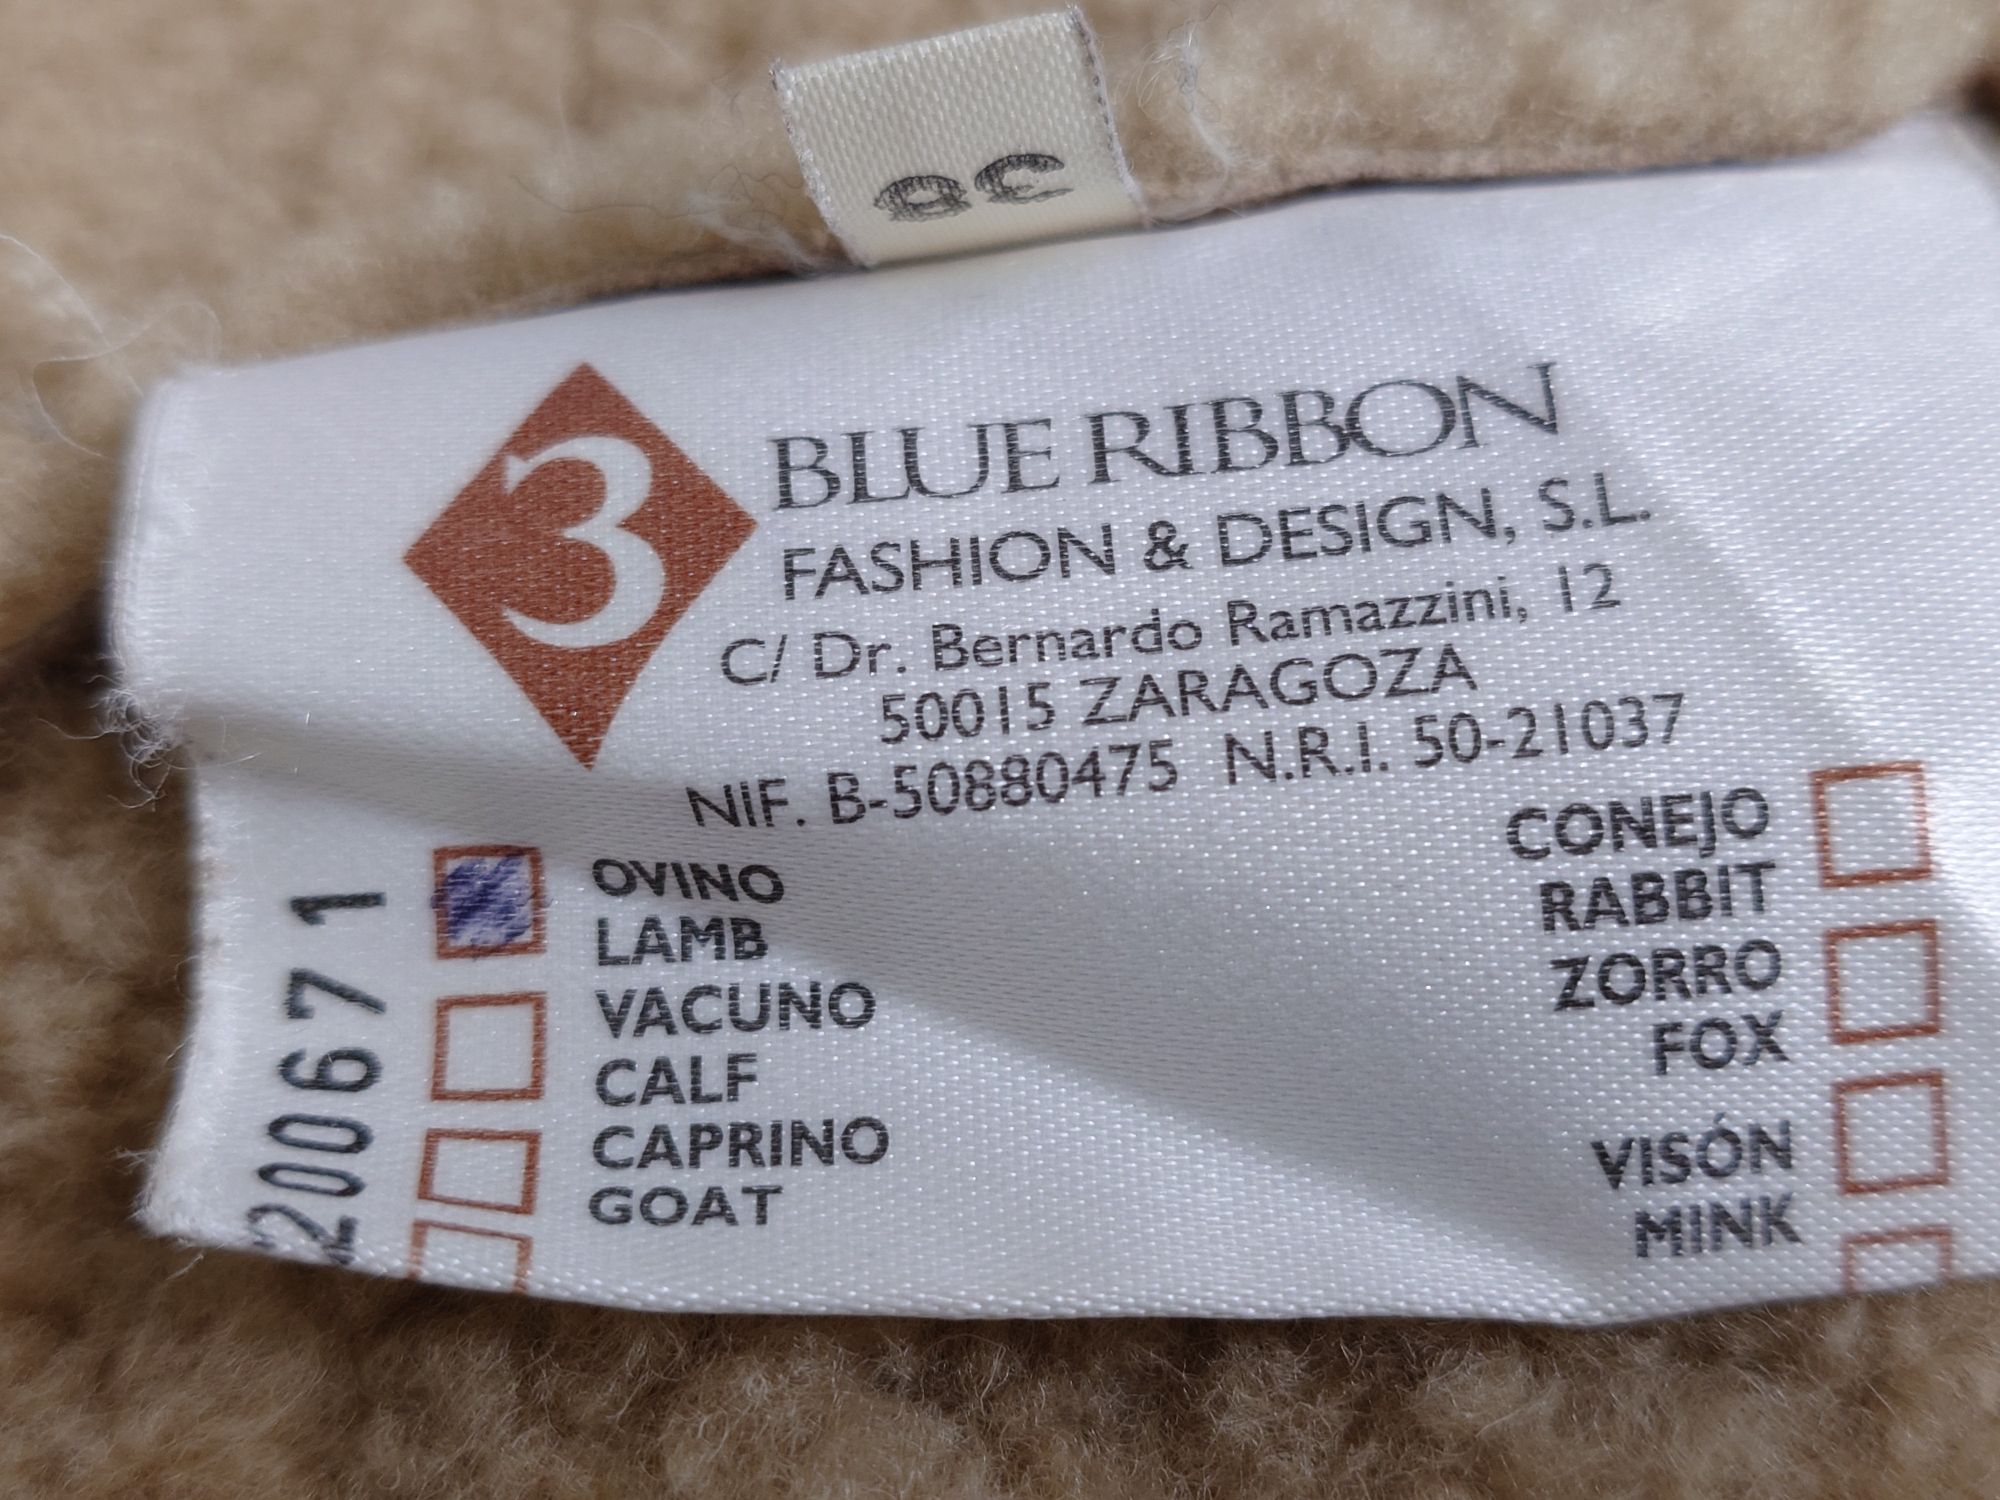 3
BLUE RIBBON
FASHION & DESIGN, S.L.
C/ Dr. Bernardo Ramazzini, 12
50015 ZARAGOZA
NIF. B-50880475 N.R.I. 50-21037
OVINO
LAMB
VACUNO
CALF
CAPRINO
GOAT
CONEJO
RABBIT
ZORRO
FOX
VISÓN
MINK
200671